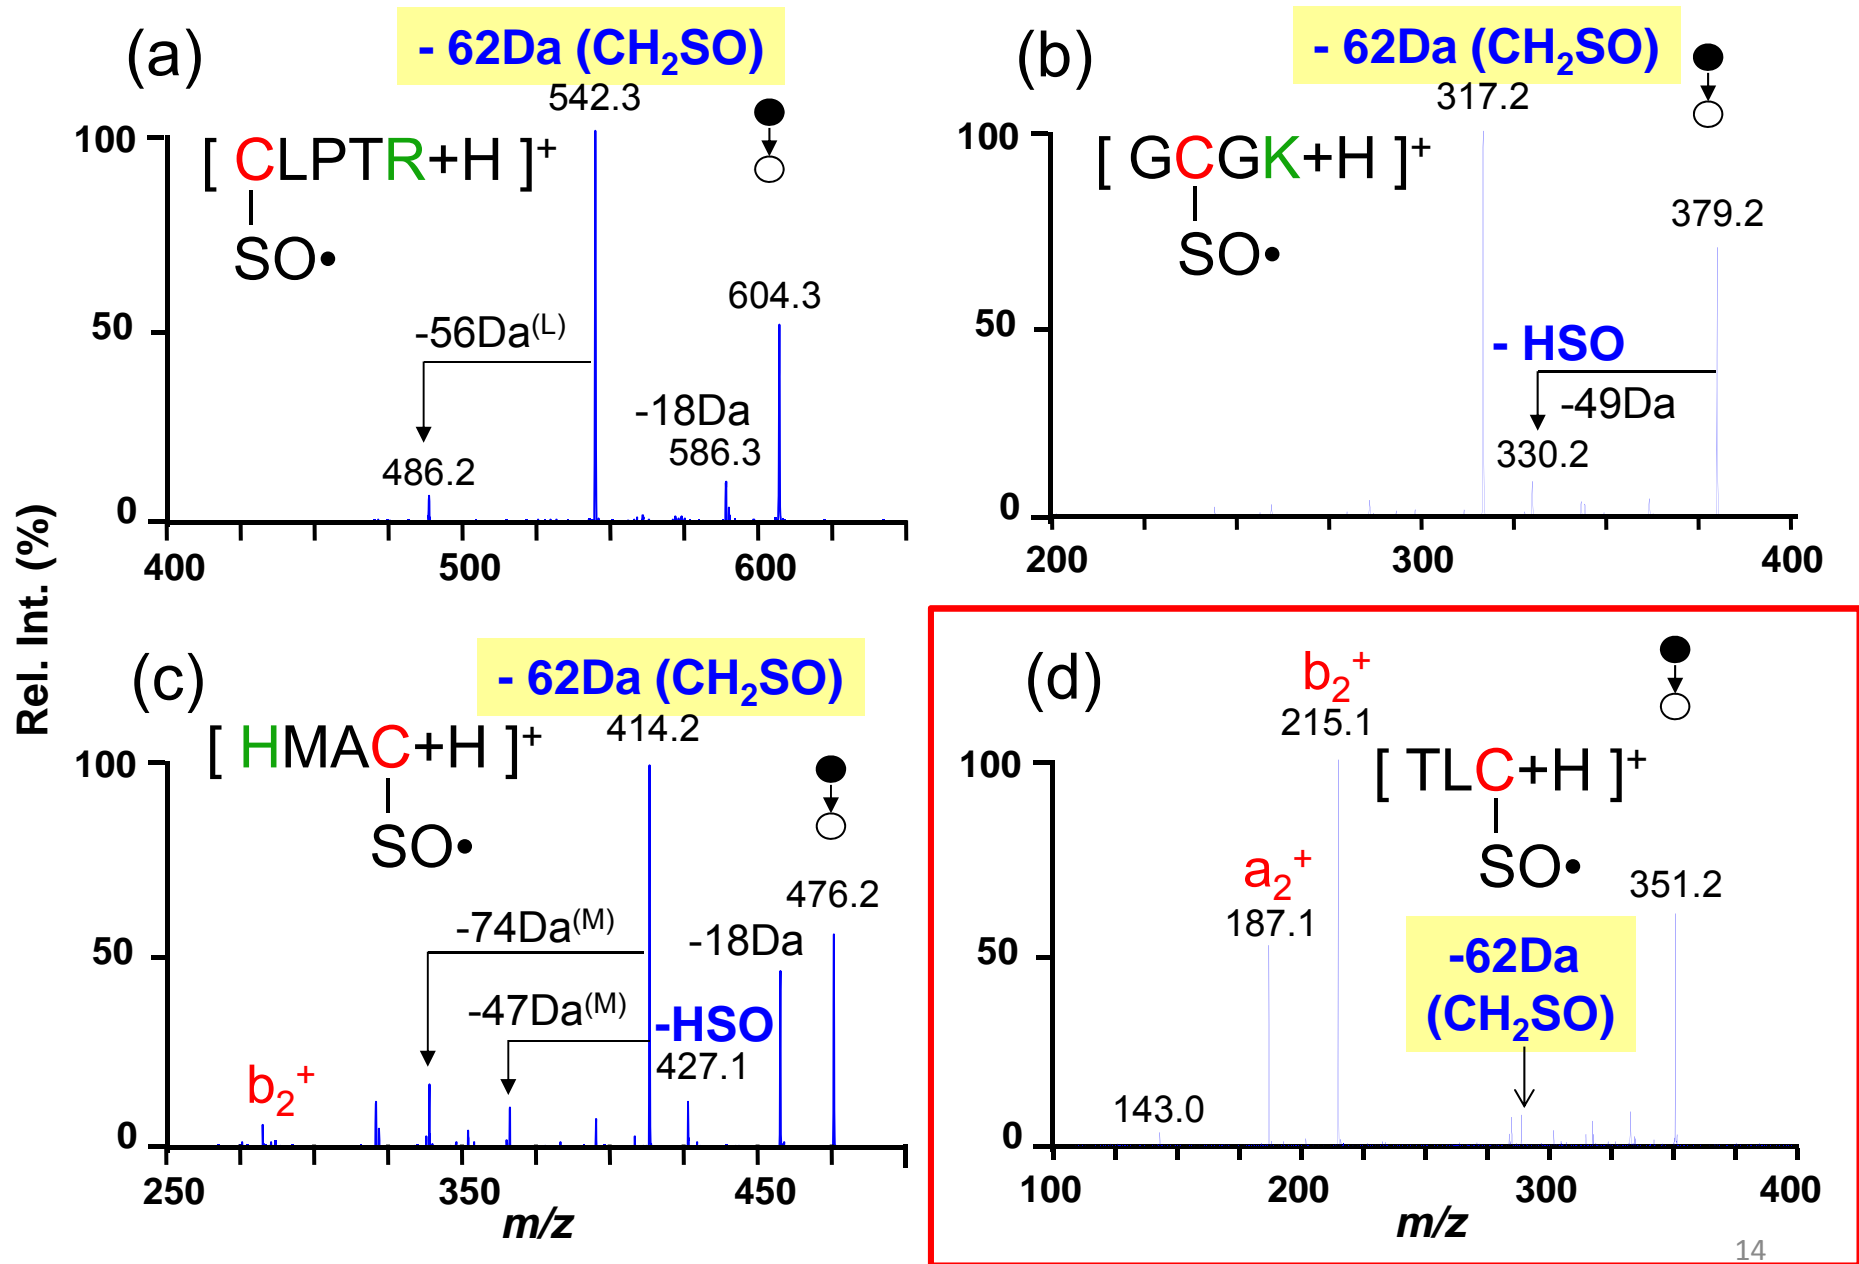 Rel. Int. (%)
(a)
- 62Da (CH₂SO)
542.3
[ CLPTR+H ]⁺
SO•
604.3
-56Da⁽ᴸ⁾
-18Da
586.3
486.2
100
50
0
400
500
600
(b)
- 62Da (CH₂SO)
317.2
[ GCGK+H ]⁺
SO•
379.2
- HSO
-49Da
330.2
100
50
0
200
300
400
(c)
- 62Da (CH₂SO)
414.2
[ HMAC+H ]⁺
SO•
476.2
-74Da⁽ᴹ⁾
-18Da
-47Da⁽ᴹ⁾
-HSO
427.1
b₂⁺
100
50
0
250
350
450
m/z
(d)
b₂⁺
215.1
[ TLC+H ]⁺
SO•
a₂⁺
187.1
351.2
-62Da
(CH₂SO)
143.0
100
50
0
100
200
300
400
m/z
14